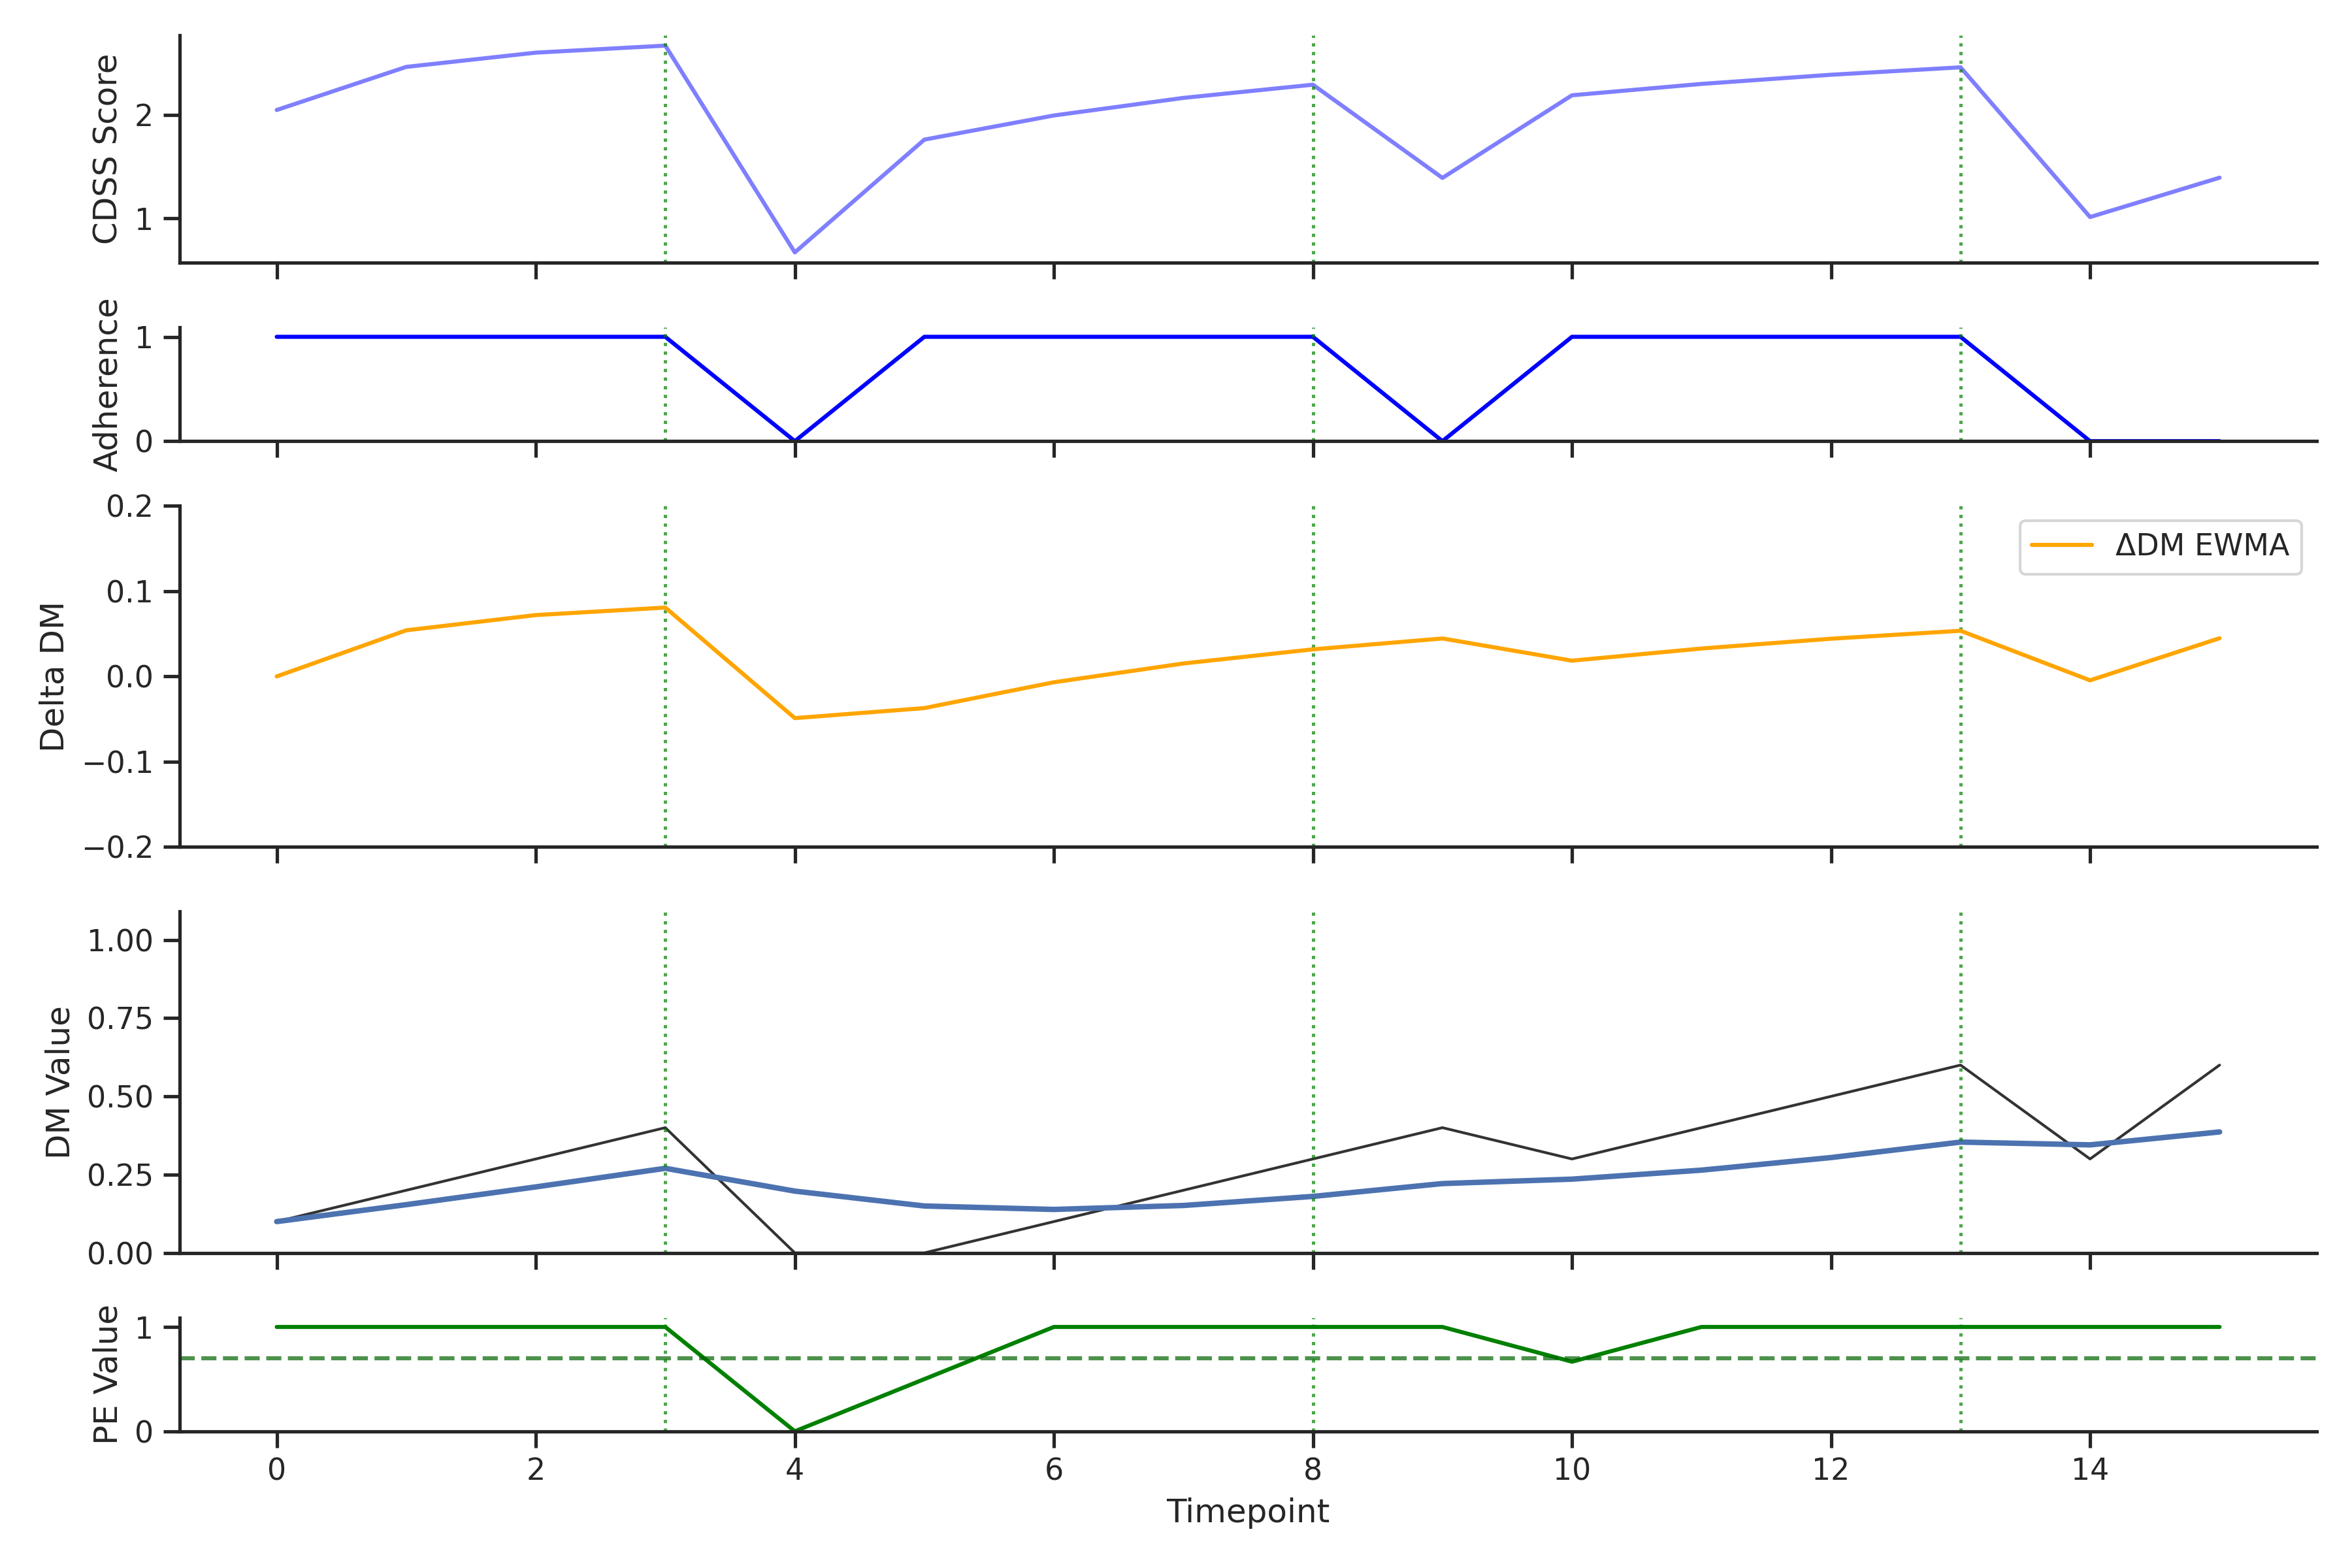 CDSS Score
2
1
Adherence
1
0
Delta DM
0.2
0.1
0.0
−0.1
−0.2
ΔDM EWMA
DM Value
1.00
0.75
0.50
0.25
0.00
PE Value
1
0
0 2 4 6 8 10 12 14
Timepoint